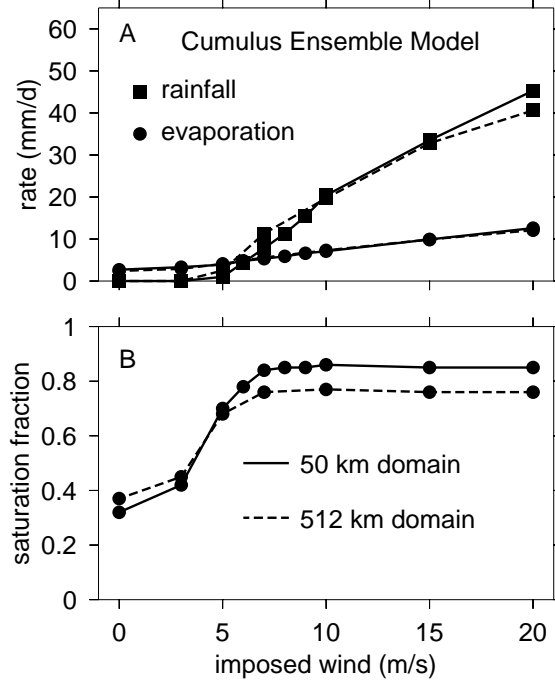 A
Cumulus Ensemble Model
rainfall
evaporation
rate (mm/d)
60
50
40
30
20
10
0
B
saturation fraction
1
0.8
0.6
0.4
0.2
0
50 km domain
512 km domain
0 5 10 15 20
imposed wind (m/s)